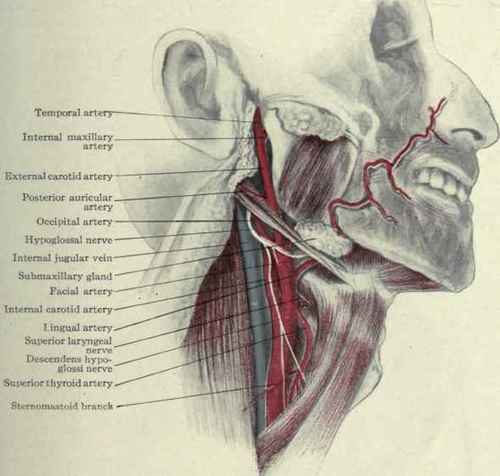 Temporal artery
Internal maxillary
artery
External carotid artery
Posterior auricular
artery
Occipital artery
Hypoglossal nerve
Internal jugular vein
Submaxillary gland
Facial artery
Internal carotid artery
Lingual artery
Superior laryngeal
nerve
Descendens hypo-
glossi nerve
Superior thyroid artery
Sternomastoid branch